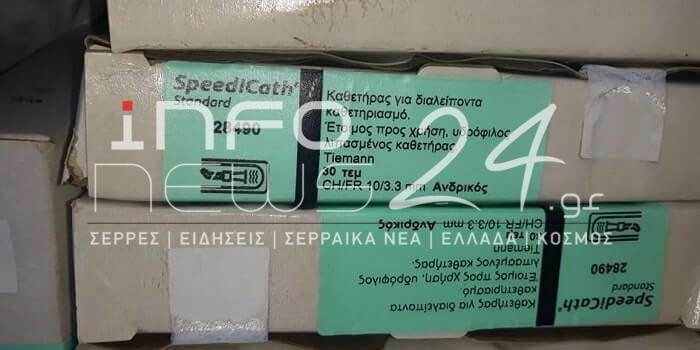 SpeediCath®
Standard
28490
Καθετήρας για διαλείποντα
καθετηριασμό.
Έτοιμος προς χρήση, υδρόφιλος
λιπασμένος καθετήρας
Tiemann
30 τεμ
CH/FR 10/3.3 mm Ανδρικός
infonews24.gr
ΣΕΡΡΕΣ | ΕΙΔΗΣΕΙΣ | ΣΕΡΡΑΙΚΑ ΝΕΑ | ΕΛΛΑΔΑ | ΚΟΣΜΟΣ
SpeediCath®
Standard
28490
Καθετήρας για διαλείποντα
καθετηριασμό.
Έτοιμος προς χρήση, υδρόφιλος
λιπασμένος καθετήρας.
Tiemann
τεμ
CH/FR 10/3.3 mm Ανδρικός